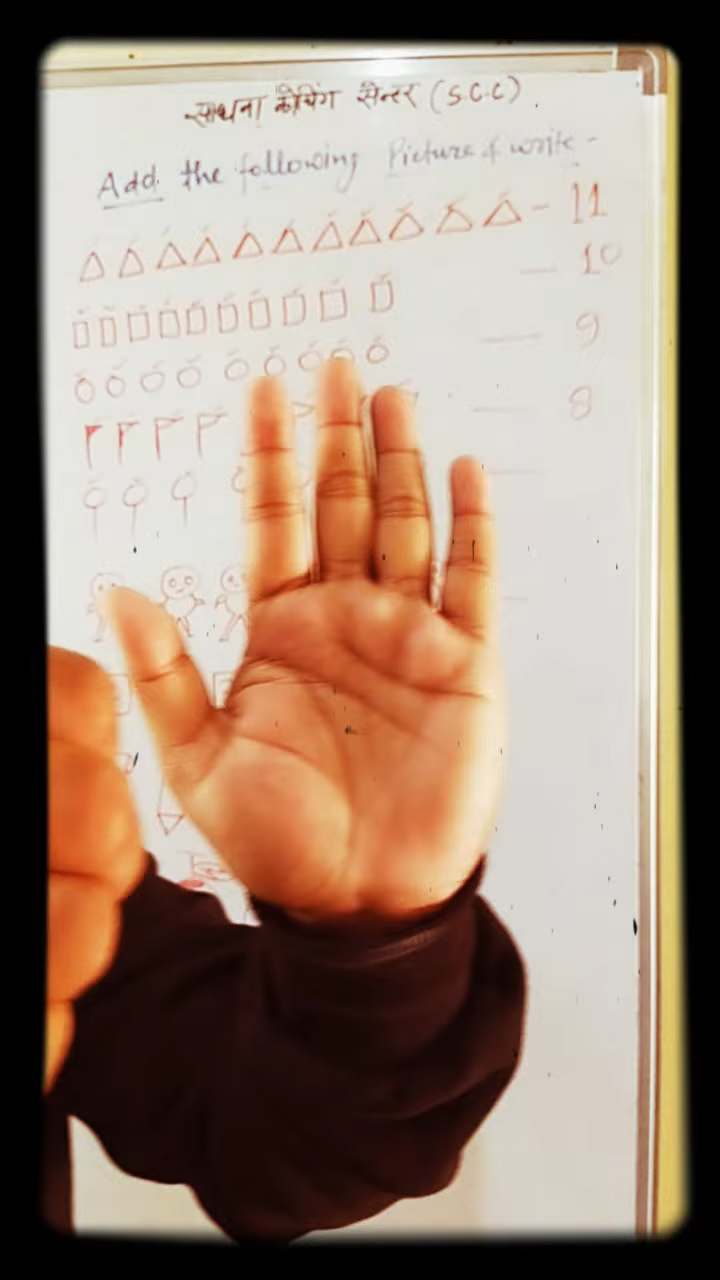 साधना कोचिंग सेन्टर (S.C.C) .
Add the following Picture & write -
- 11
- 10
- 9
- 8